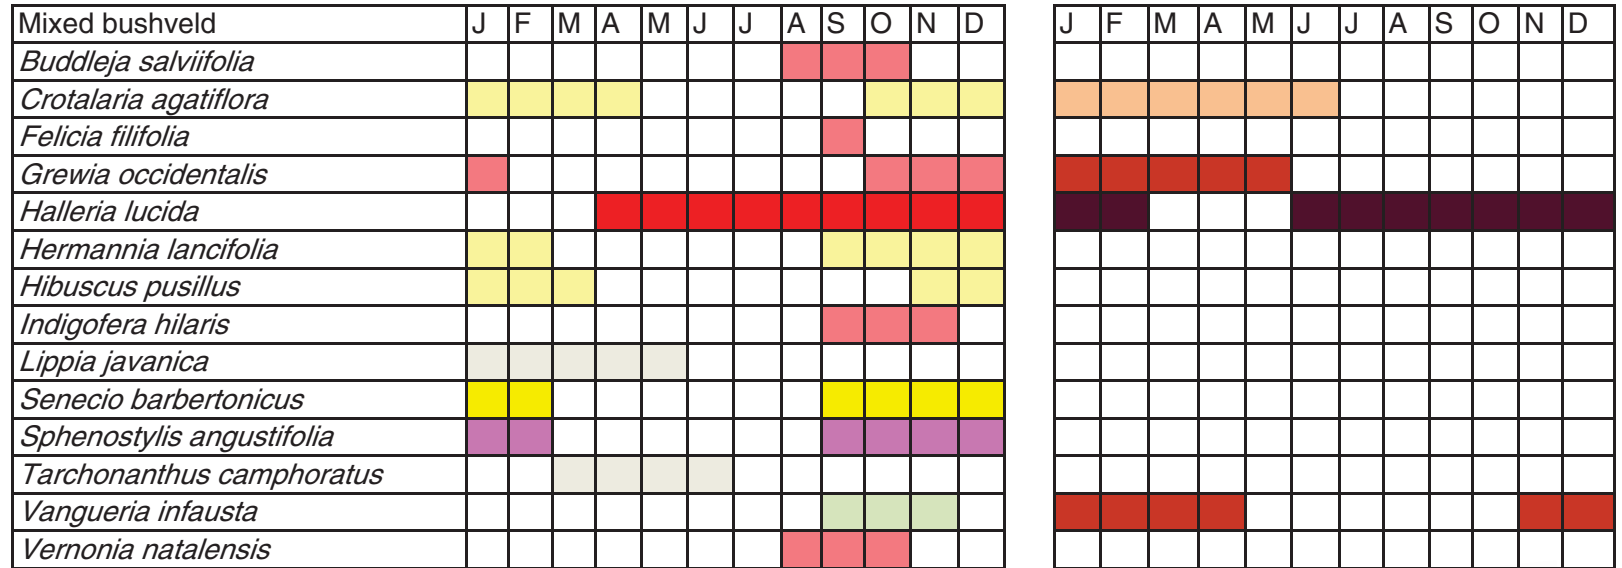 Mixed bushveld J F M A M J J A S O N D J F M A M J J A S O N D
Buddleja salviifolia
Crotalaria agatiflora
Felicia filifolia
Grewia occidentalis
Halleria lucida
Hermannia lancifolia
Hibuscus pusillus
Indigofera hilaris
Lippia javanica
Senecio barbertonicus
Sphenostylis angustifolia
Tarchonanthus camphoratus
Vangueria infausta
Vernonia natalensis